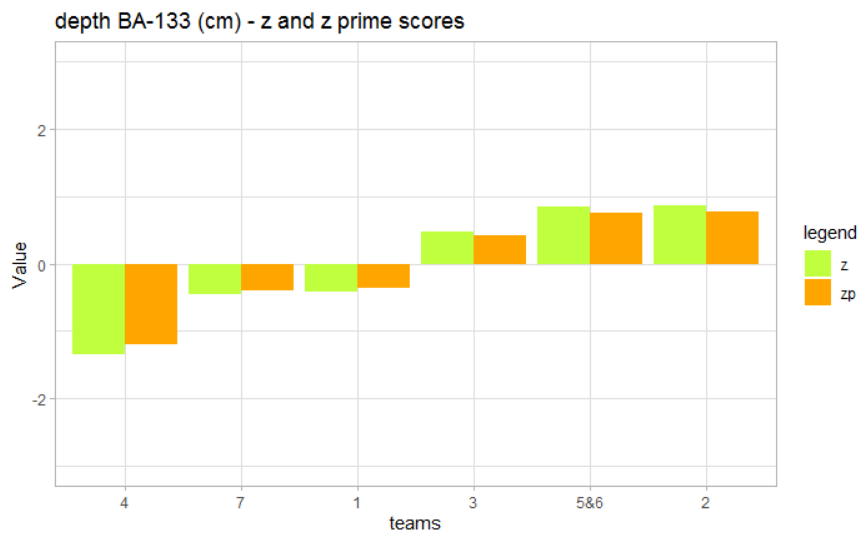 depth BA-133 (cm) - z and z prime scores
Value
2
0
-2
4 7 1 3 5&6 2
teams
legend
z
zp